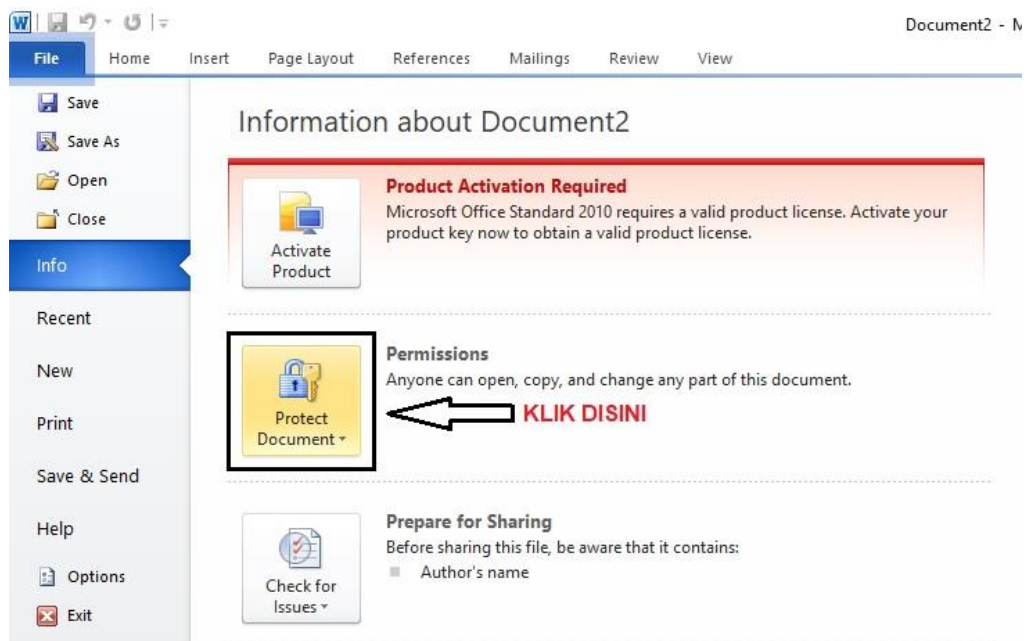 W
Document2 - M
File Home Insert Page Layout References Mailings Review View
Save
Save As
Open
Close
Info
Recent
New
Print
Save & Send
Help
Options
Exit
Information about Document2
Activate
Product
Product Activation Required
Microsoft Office Standard 2010 requires a valid product license. Activate your
product key now to obtain a valid product license.
Protect
Document
Permissions
Anyone can open, copy, and change any part of this document.
KLIK DISINI
Check for
Issues
Prepare for Sharing
Before sharing this file, be aware that it contains:
Author's name